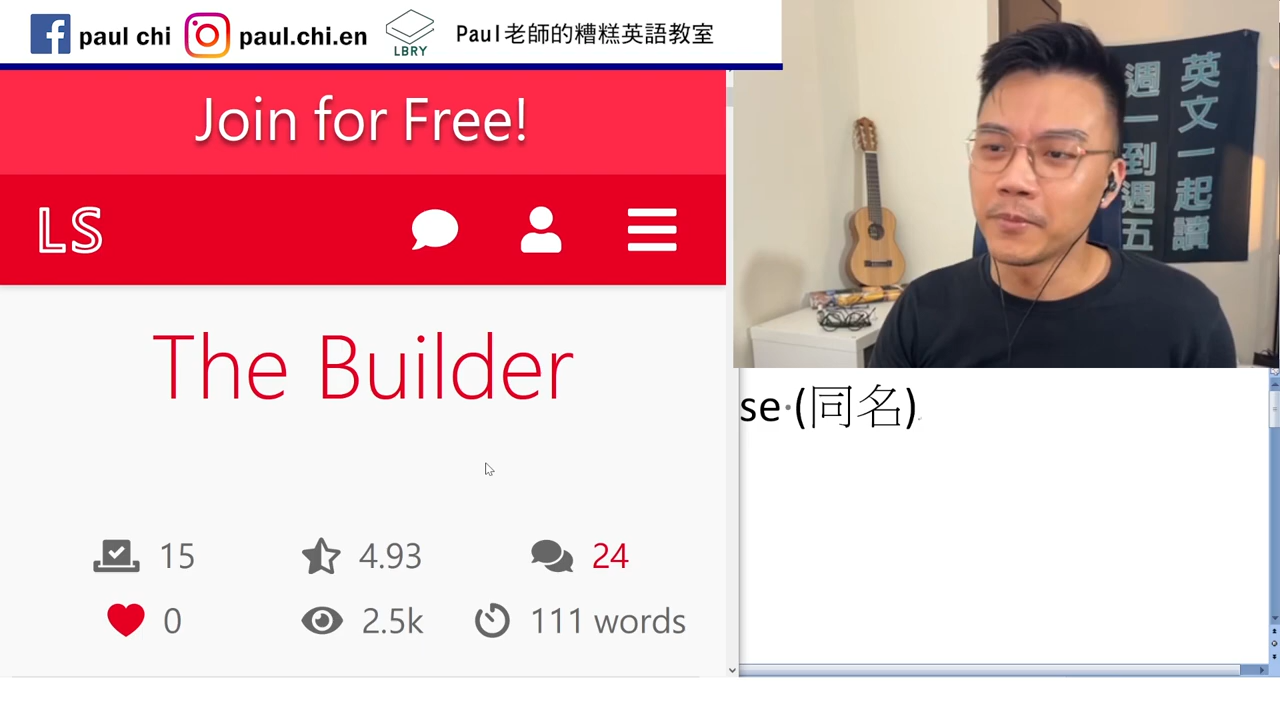 paul chi
paul.chi.en
LBRY
Paul老師的糟糕英語教室
Join for Free!
LS
The Builder
15
4.93
24
0
2.5k
111 words
英文一起讀
週一到週五
se (同名)